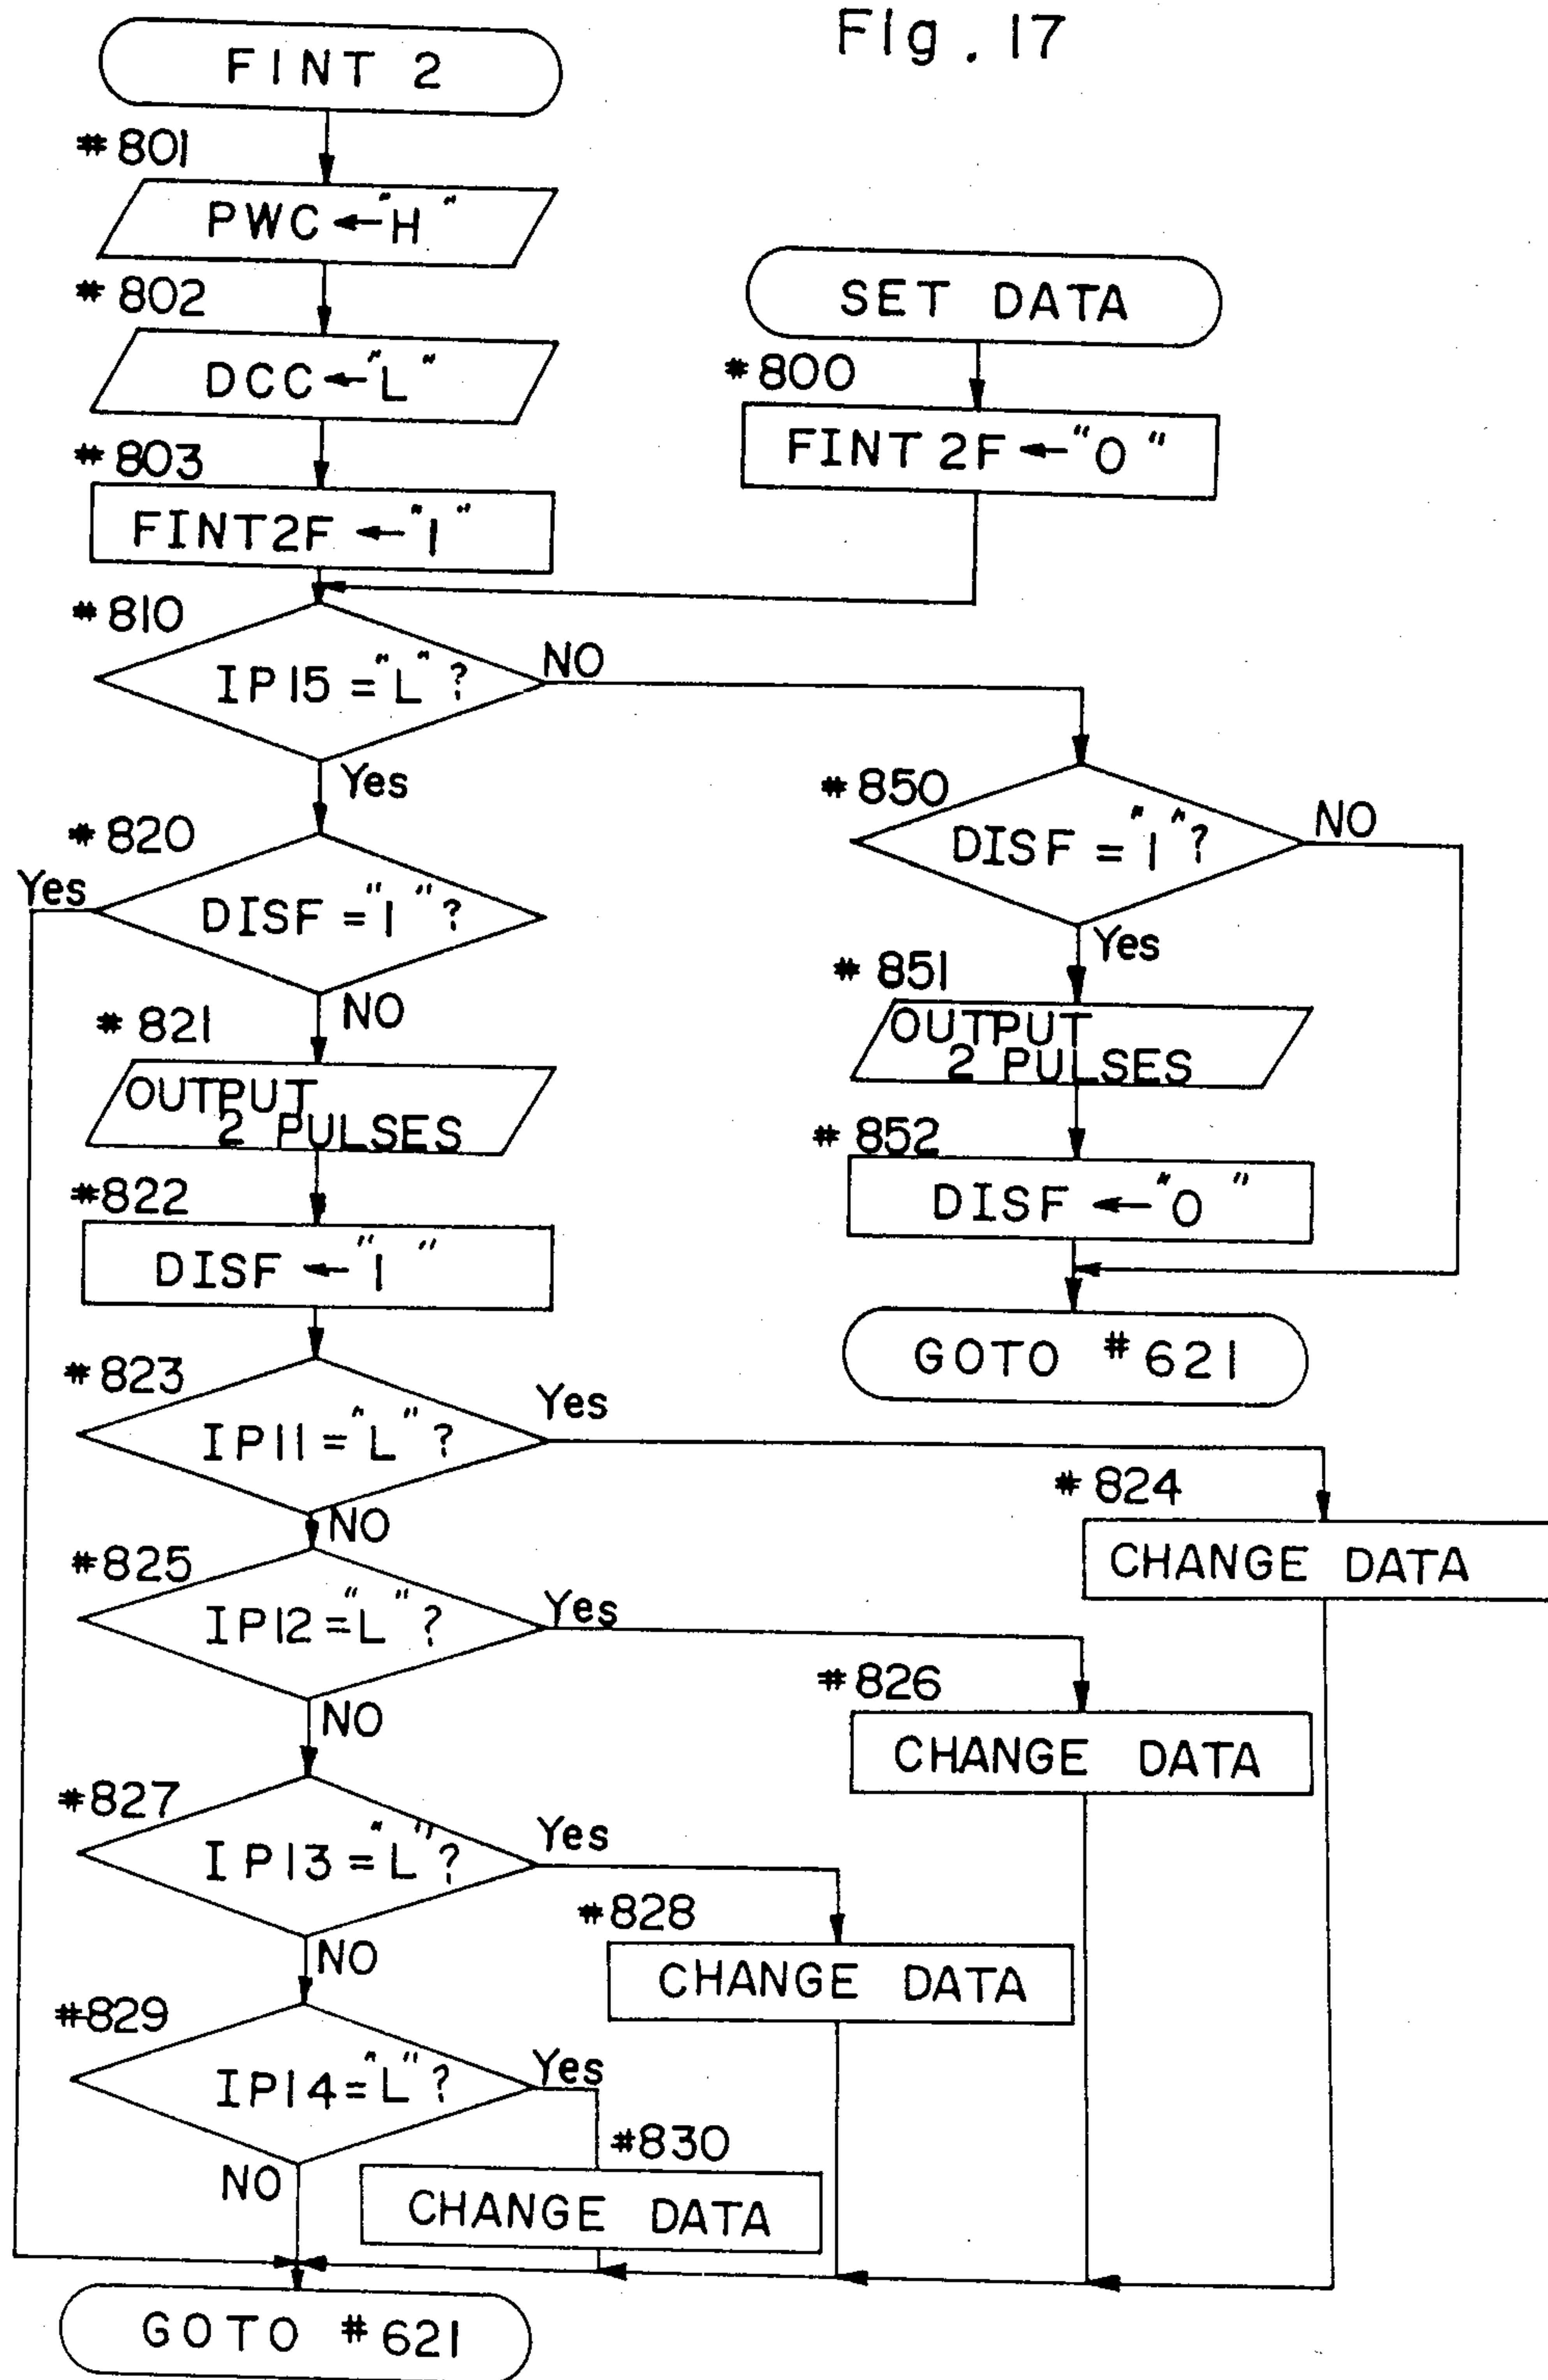 Fig. 17
FINT 2
#801
PWC ← "H"
#802
DCC ← "L"
#803
FINT2F ← "1"
SET DATA
#800
FINT2F ← "0"
#810
IP15 = "L" ?
NO
Yes
#820
DISF = "1" ?
Yes
NO
#821
OUTPUT
2 PULSES
#822
DISF ← "1"
#850
DISF = "1" ?
NO
Yes
#851
OUTPUT
2 PULSES
#852
DISF ← "0"
GOTO #621
#823
IP11 = "L" ?
Yes
NO
#824
CHANGE DATA
#825
IP12 = "L" ?
Yes
NO
#826
CHANGE DATA
#827
IP13 = "L" ?
Yes
NO
#828
CHANGE DATA
#829
IP14 = "L" ?
Yes
NO
#830
CHANGE DATA
GOTO #621